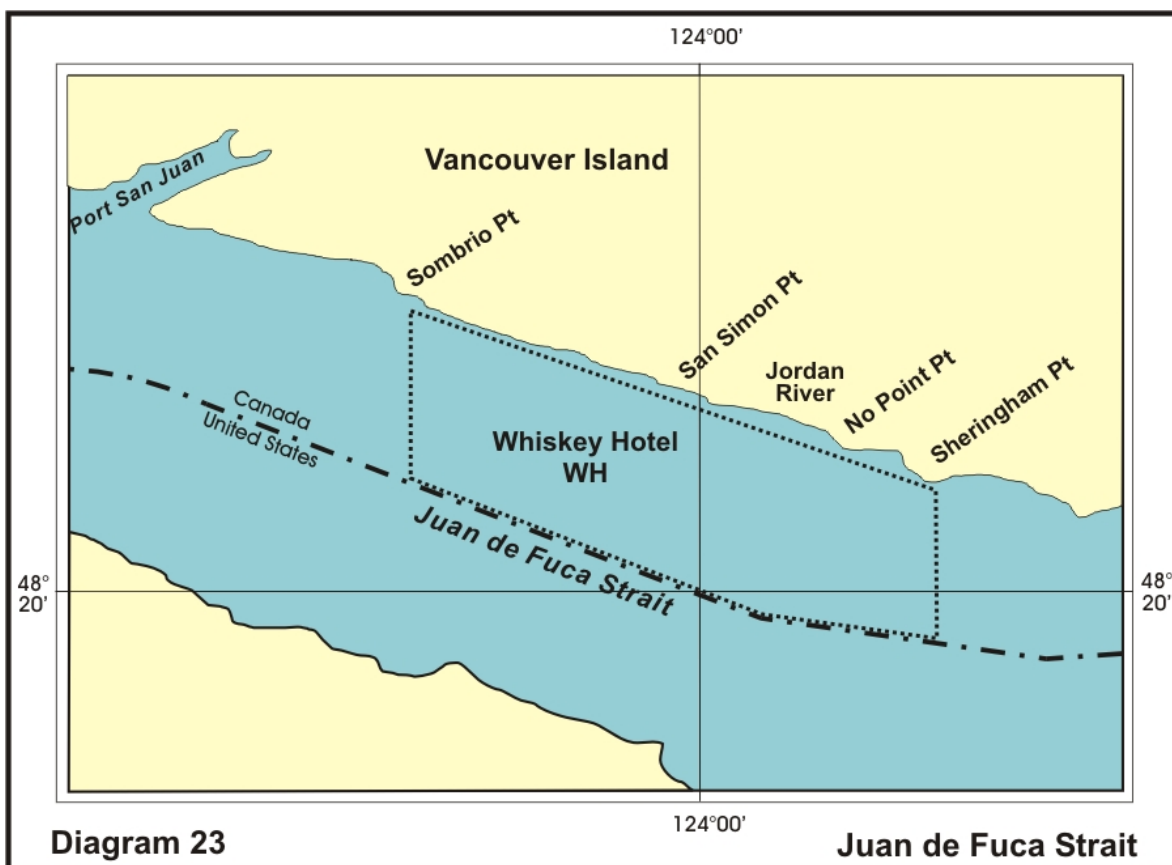 124°00'
Vancouver Island
Port San Juan
Sombrio Pt
San Simon Pt
Jordan
River
No Point Pt
Sheringham Pt
Canada
United States
Whiskey Hotel
WH
Juan de Fuca Strait
48°
20'
48°
20'
124°00'
Diagram 23
Juan de Fuca Strait